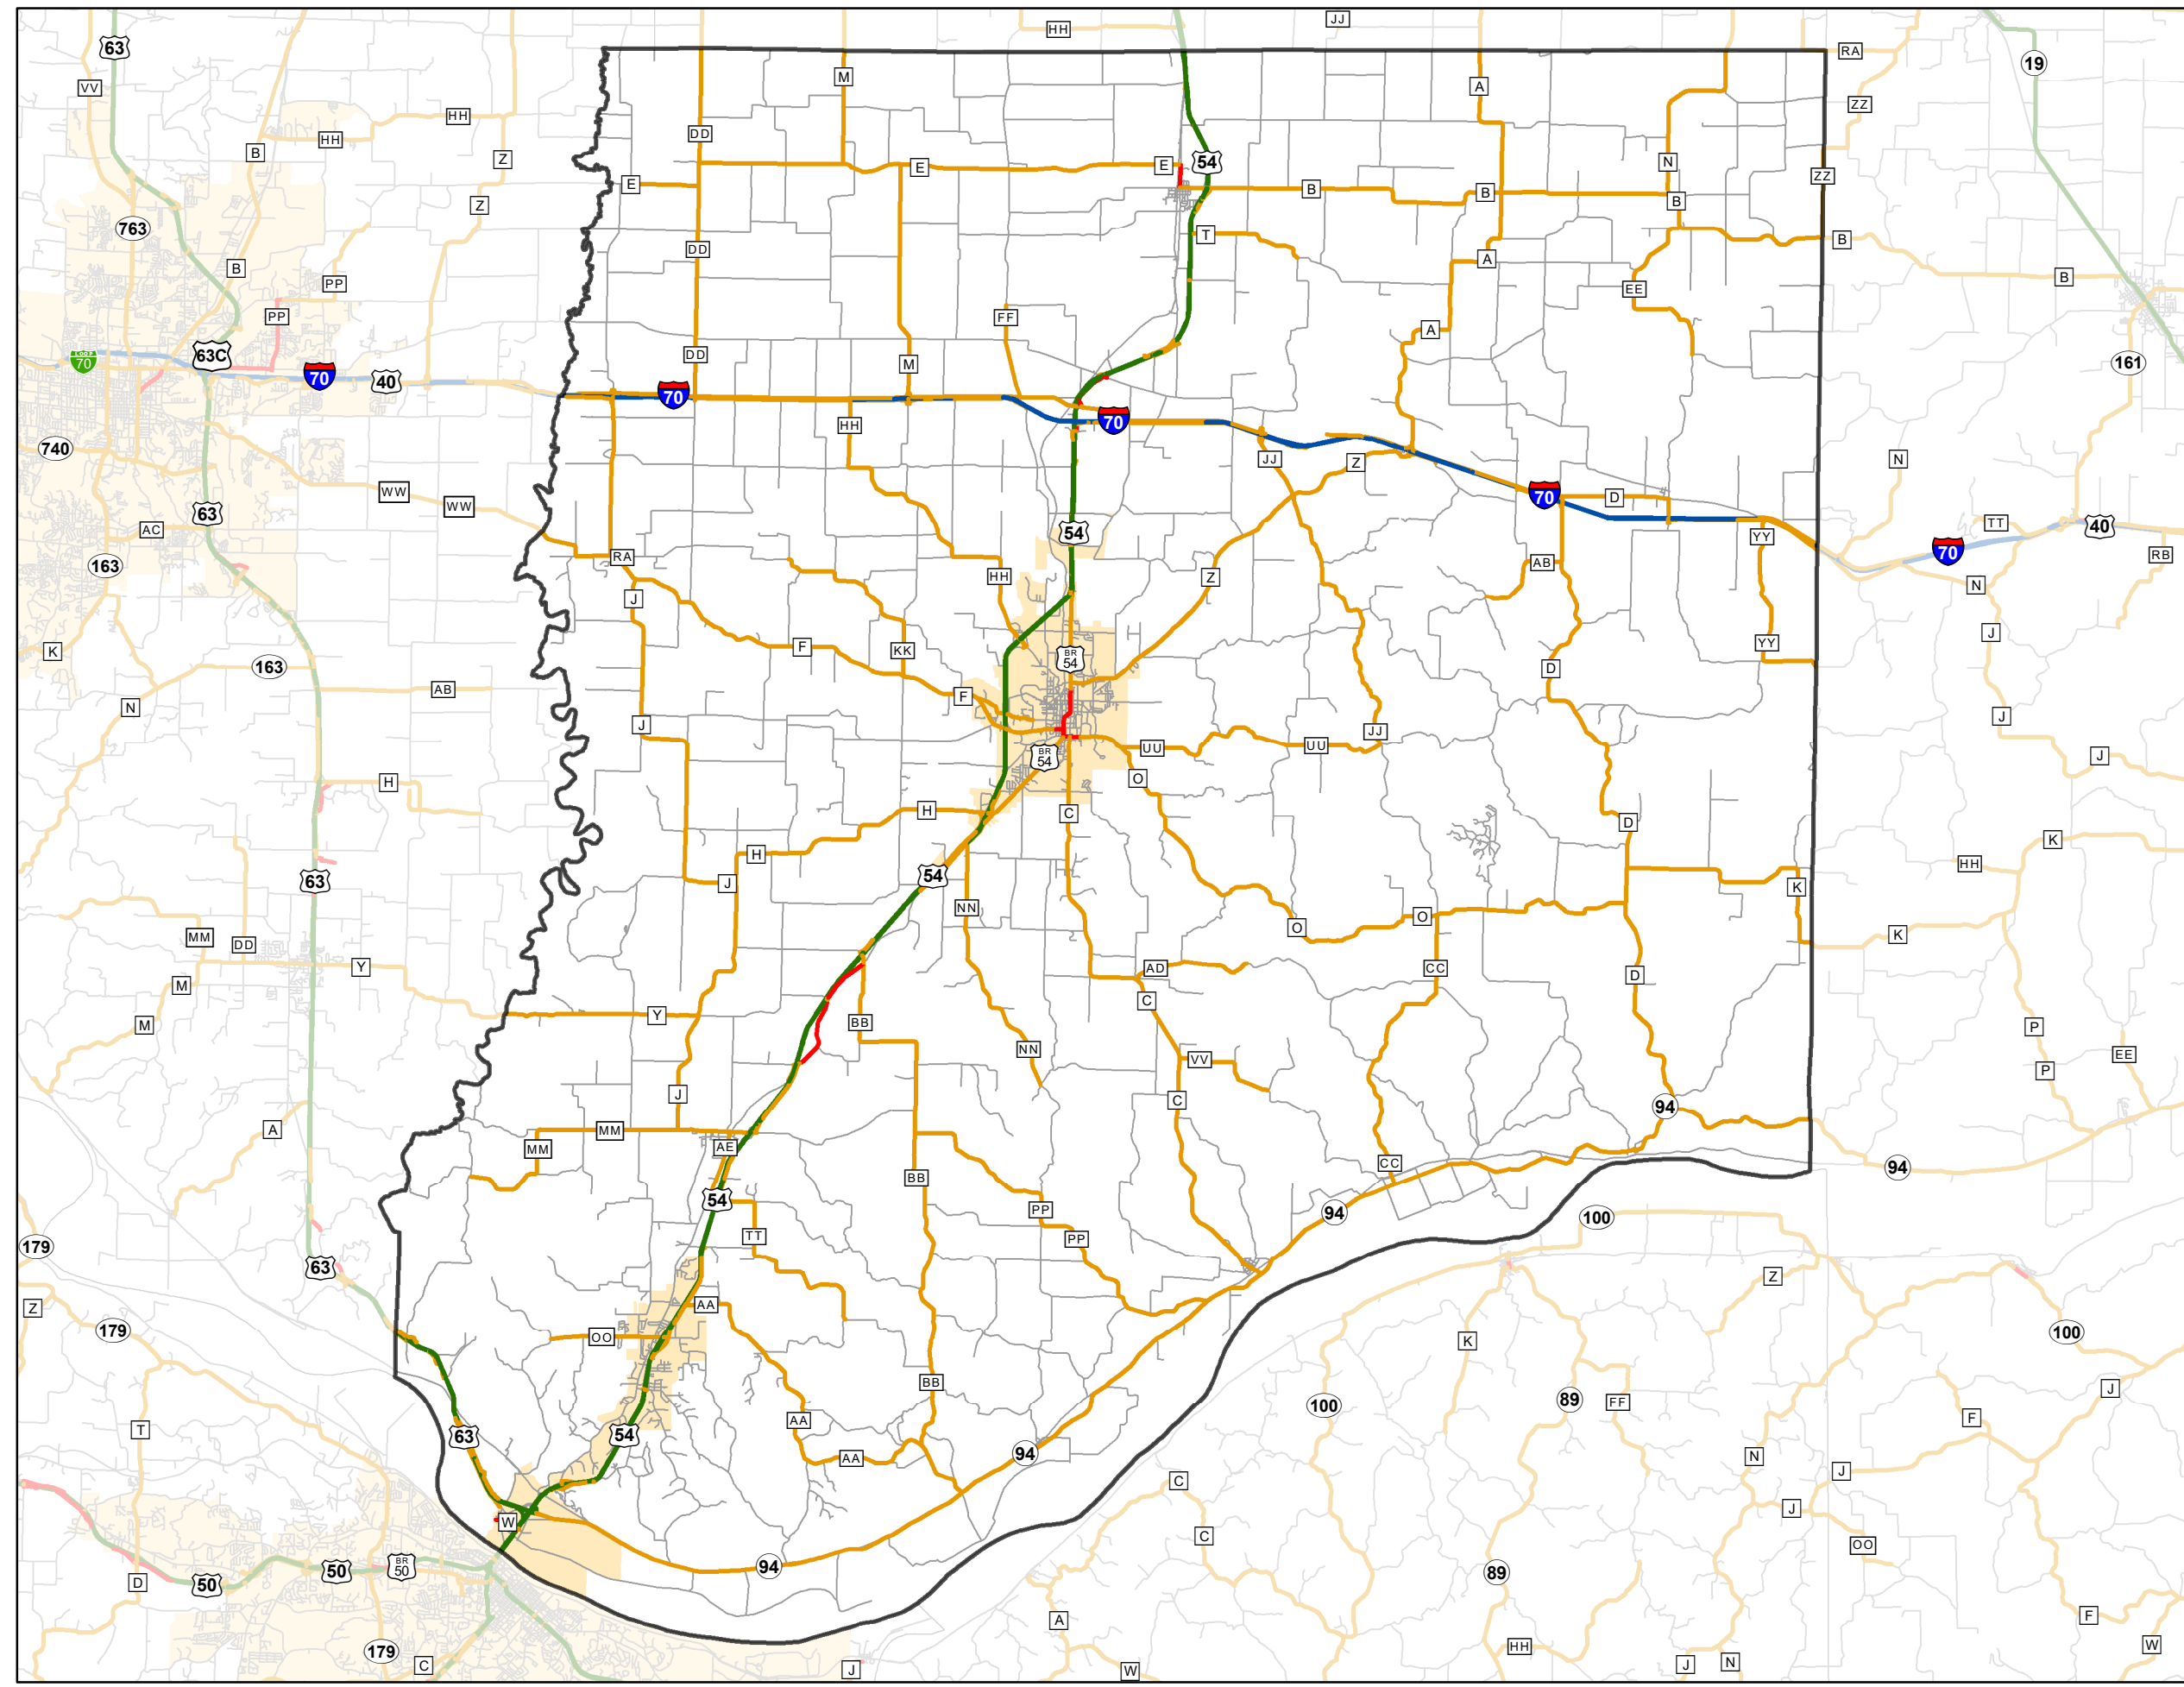 HH
JJ
63
RA
19
VV
M
A
ZZ
HH
DD
HH
B
Z
E
E
54
N
ZZ
E
B
B
B
Z
763
T
B
DD
A
B
B
PP
EE
PP
FF
A
63C
LOOP
70
DD
M
161
70
40
70
70
HH
740
JJ
Z
N
WW
WW
70
D
63
AC
54
TT
40
YY
70
RB
163
RA
AB
HH
Z
N
J
J
K
F
KK
BR
54
YY
163
D
AB
F
N
J
J
JJ
UU
UU
BR
54
J
O
H
H
C
D
K
H
HH
J
54
63
K
NN
O
O
MM
DD
K
Y
AD
CC
D
M
C
Y
M
BB
P
NN
EE
VV
P
J
C
94
A
MM
MM
AE
CC
94
BB
54
PP
94
100
TT
PP
179
63
Z
AA
Z
179
OO
100
K
BB
J
89
FF
100
F
AA
T
54
63
94
N
AA
J
C
J
W
C
OO
94
50
BR
50
89
D
50
F
A
W
HH
179
N
J
C
J
W